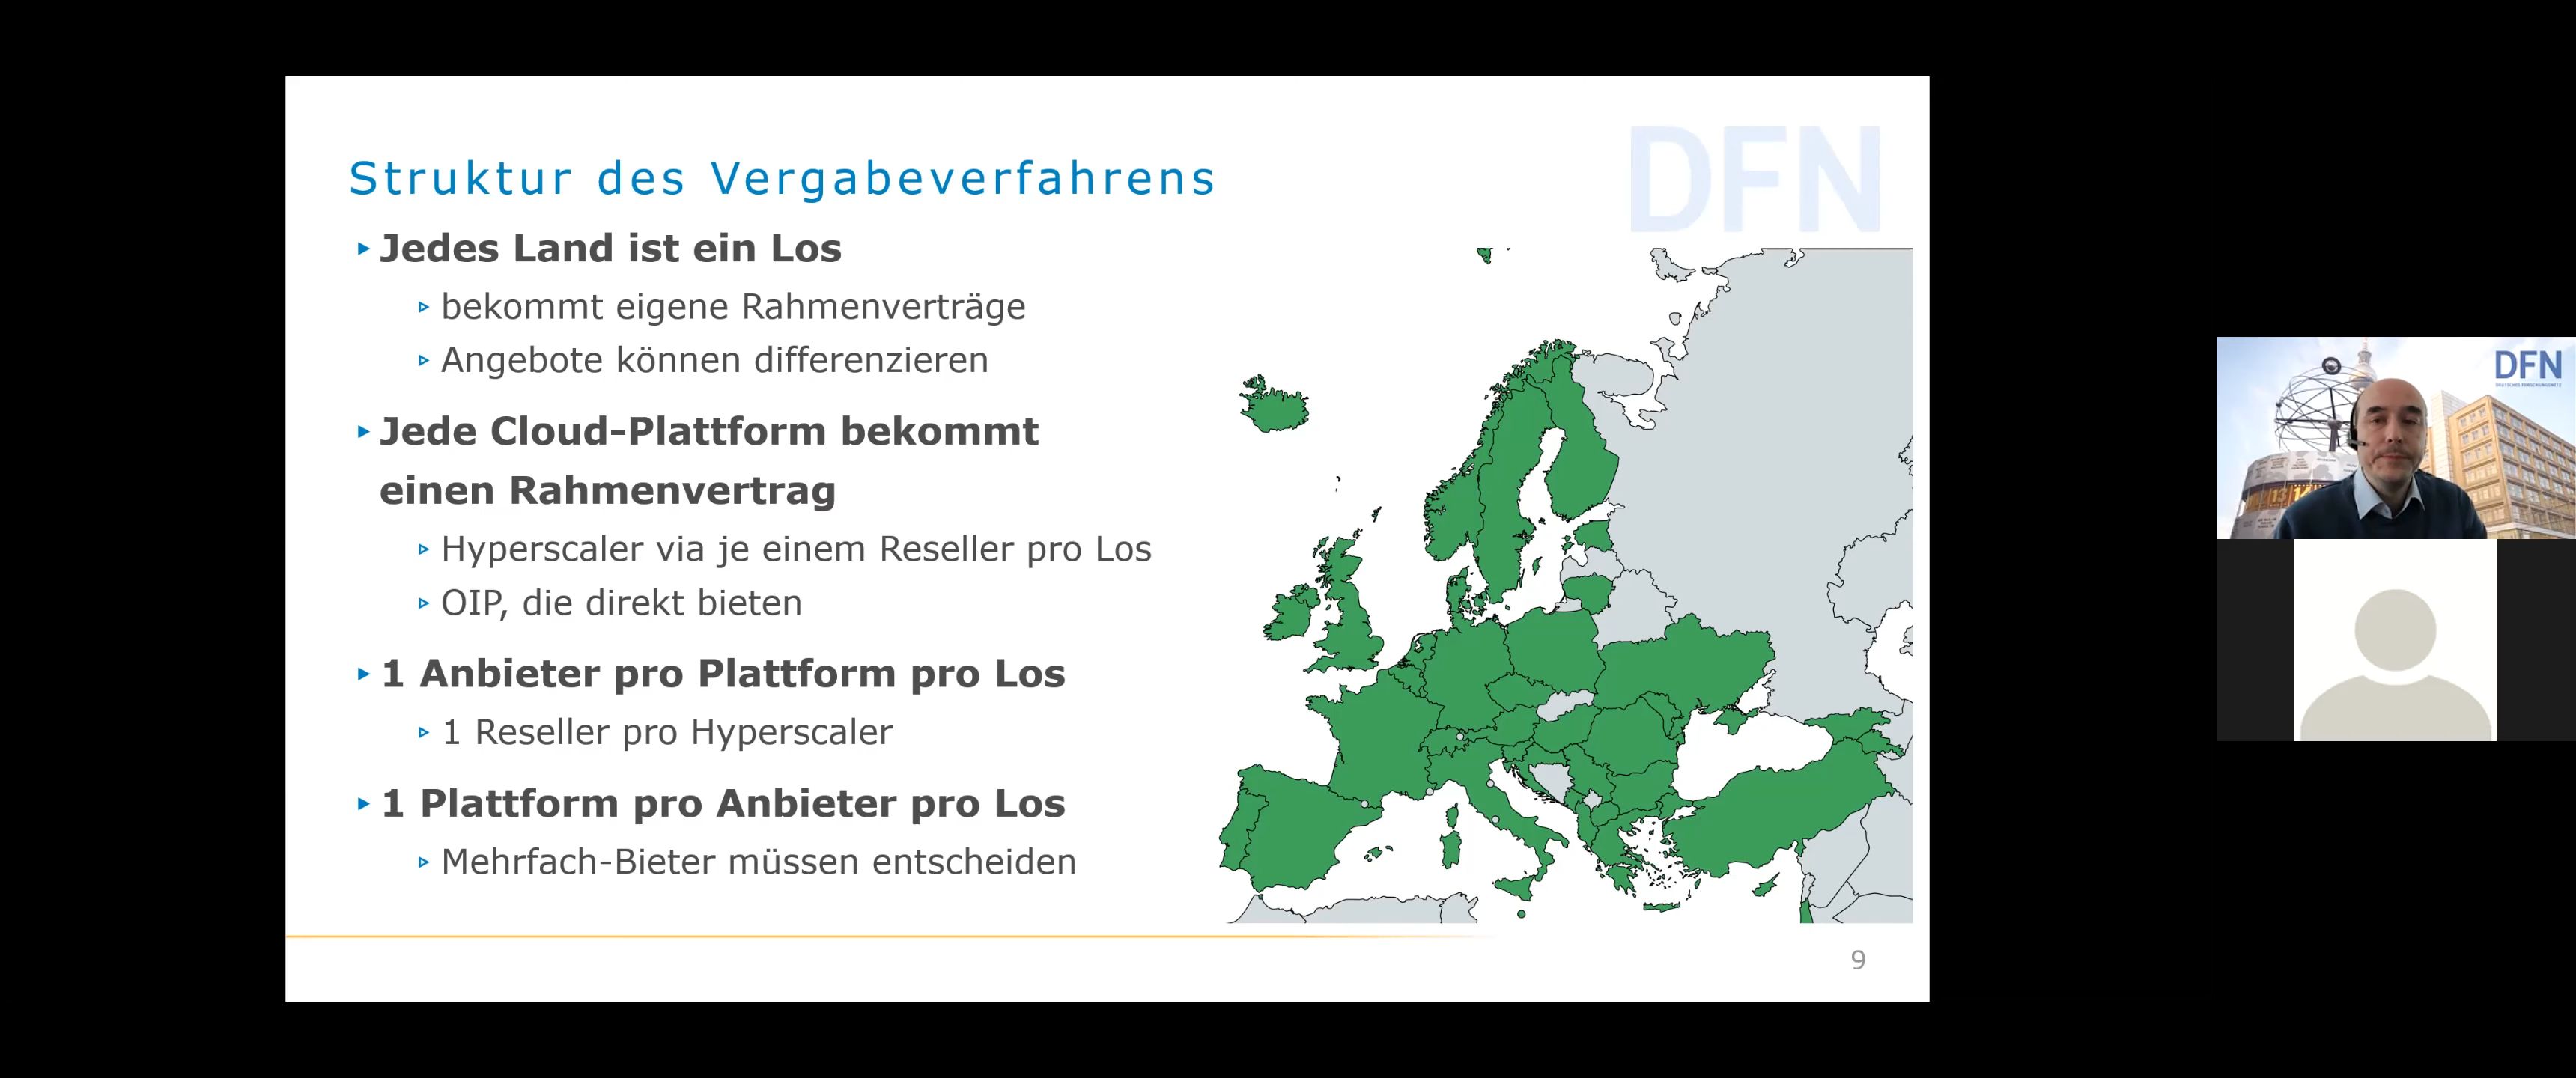 DFN
Struktur des Vergabeverfahrens
Jedes Land ist ein Los
bekommt eigene Rahmenverträge
Angebote können differenzieren
Jede Cloud-Plattform bekommt
einen Rahmenvertrag
Hyperscaler via je einem Reseller pro Los
OIP, die direkt bieten
1 Anbieter pro Plattform pro Los
1 Reseller pro Hyperscaler
1 Plattform pro Anbieter pro Los
Mehrfach-Bieter müssen entscheiden
9
DFN
DEUTSCHES FORSCHUNGSNETZ